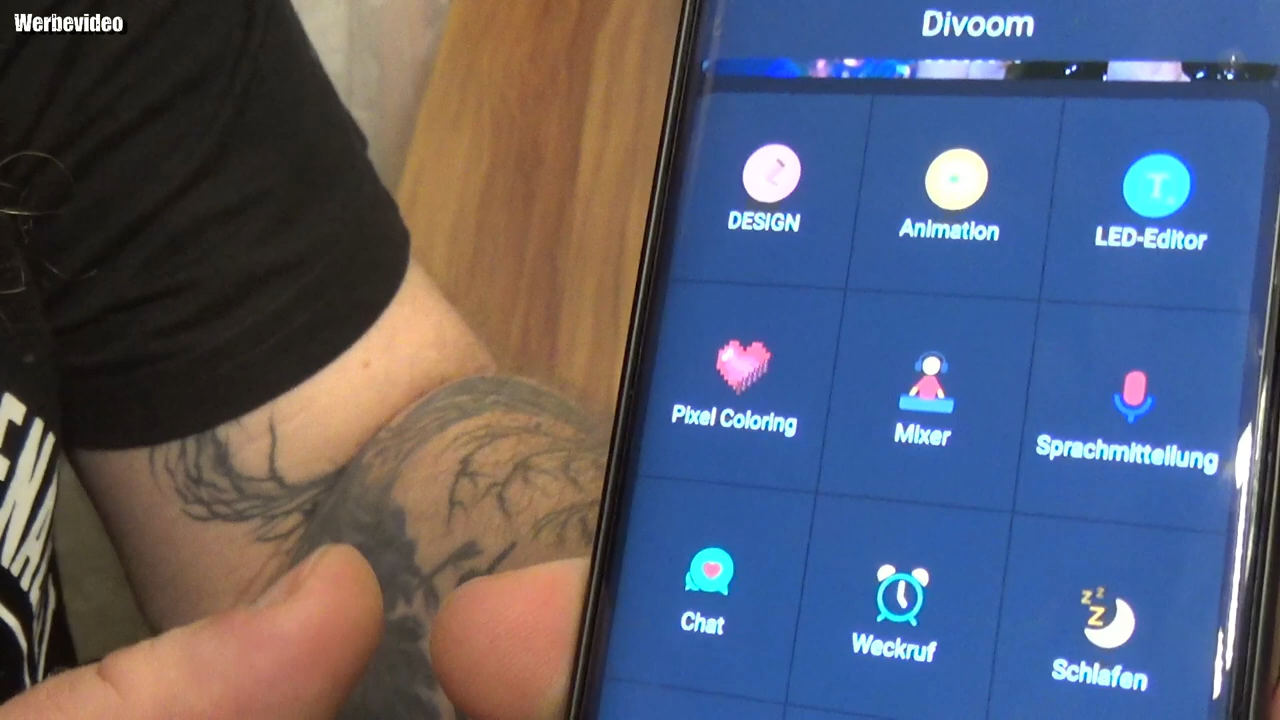 Werbevideo
Divoom
DESIGN
Animation
LED-Editor
Pixel Coloring
Mixer
Sprachmitteilung
Chat
Weckruf
Schlafen